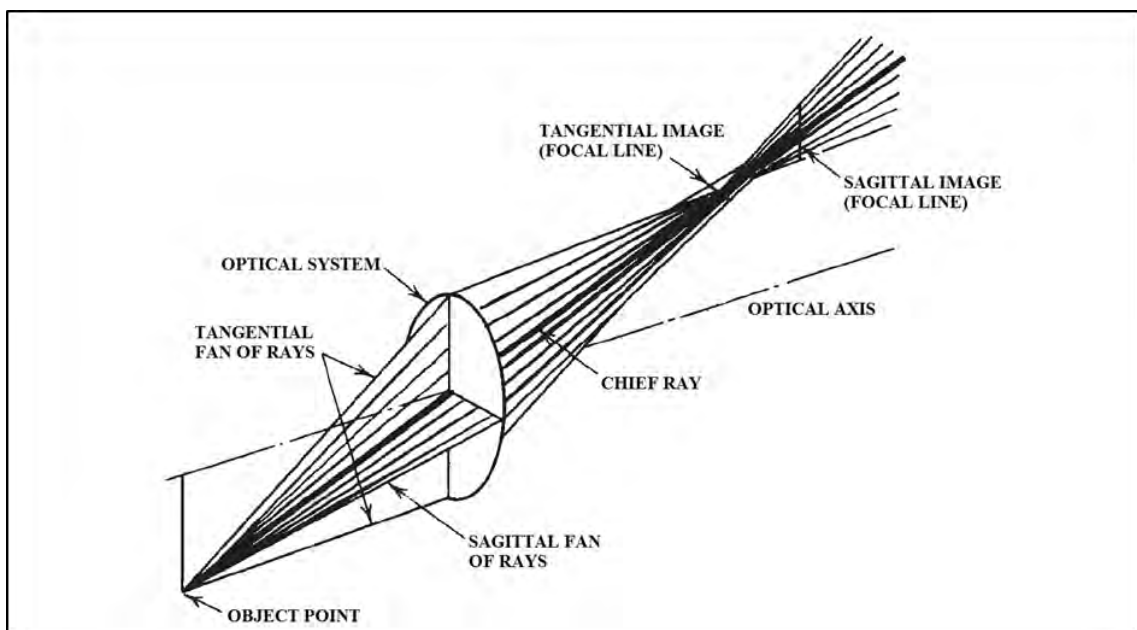 TANGENTIAL IMAGE
(FOCAL LINE)
SAGITTAL IMAGE
(FOCAL LINE)
OPTICAL SYSTEM
OPTICAL AXIS
TANGENTIAL
FAN OF RAYS
CHIEF RAY
SAGITTAL FAN
OF RAYS
OBJECT POINT